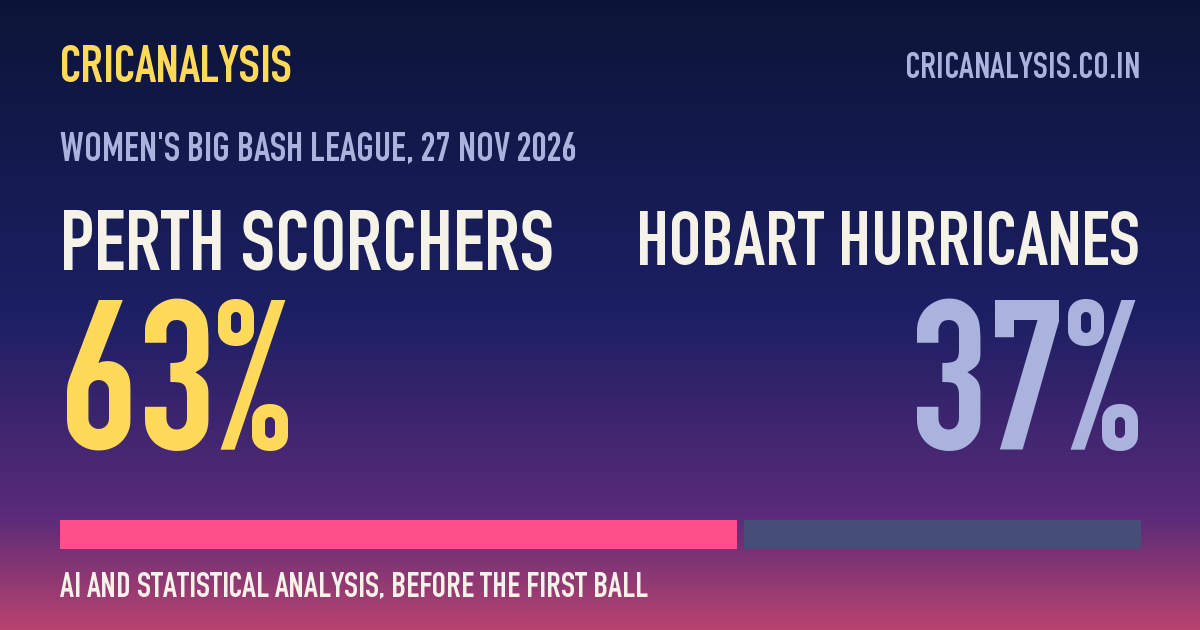 CRICANALYSIS
CRICANALYSIS.CO.IN
WOMEN'S BIG BASH LEAGUE, 27 NOV 2026
PERTH SCORCHERS
HOBART HURRICANES
63%
37%
AI AND STATISTICAL ANALYSIS, BEFORE THE FIRST BALL